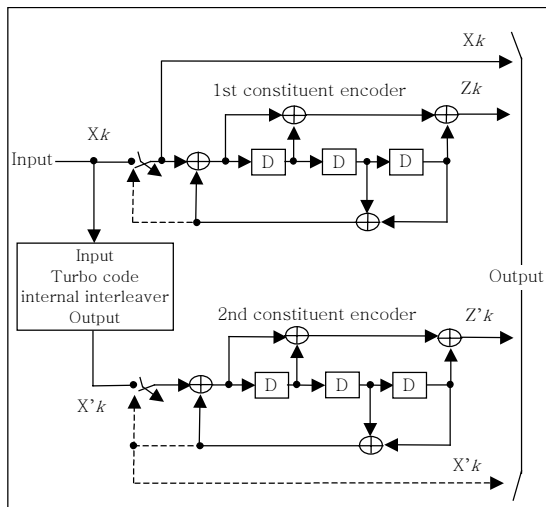 Xk
1st constituent encoder
Zk
Xk
Input
D
D
D
Input
Turbo code
internal interleaver
Output
Output
2nd constituent encoder
Z'k
D
D
D
X'k
X'k